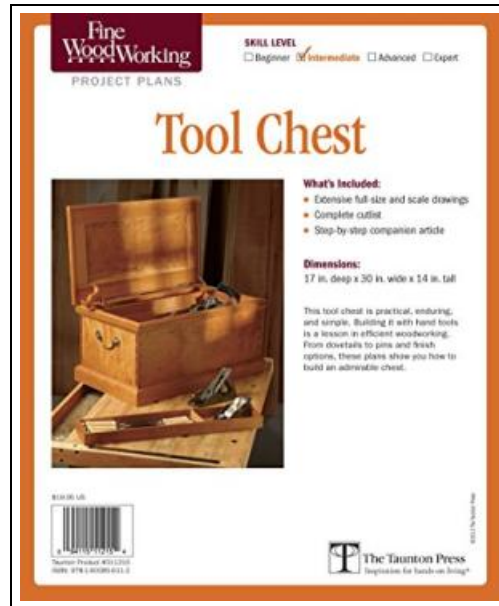 Fine
WoodWorking
PROJECT PLANS
SKILL LEVEL
Beginner Intermediate Advanced Expert
Tool Chest
What's Included:
• Extensive full-size and scale drawings
• Complete cutlist
• Step-by-step companion article
Dimensions:
17 in. deep x 30 in. wide x 14 in. tall
This tool chest is practical, enduring,
and simple. Building it with hand tools
is a lesson in efficient woodworking.
From dovetails to pins and finish
options, these plans show you how to
build an admirable chest.
The Taunton Press
Inspiration for hands-on living®